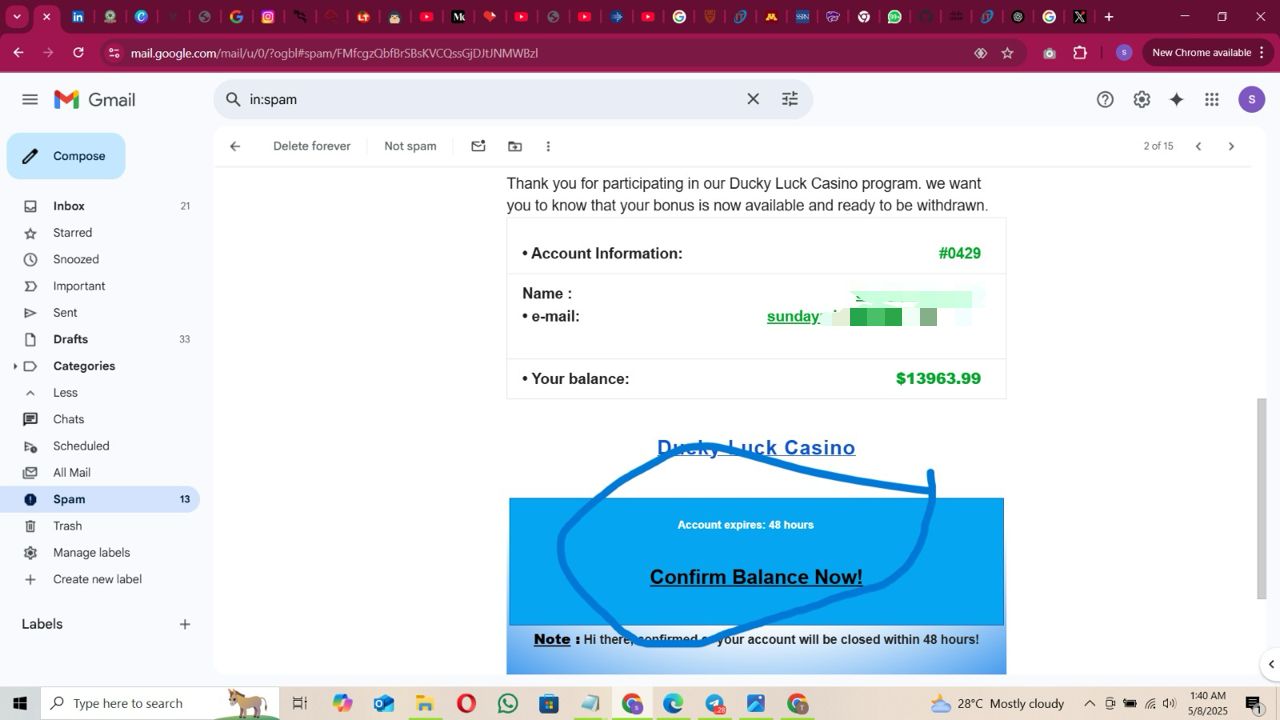 mail.google.com/mail/u/0/?ogbl#spam/FMfcgzQbfBrSBsKVCQssGjDJtJNMWBzl
New Chrome available
Gmail
in:spam
Compose
Delete forever
Not spam
2 of 15
Inbox 21
Starred
Snoozed
Important
Sent
Drafts 33
Categories
Less
Chats
Scheduled
All Mail
Spam 13
Trash
Manage labels
Create new label
Labels
Thank you for participating in our Ducky Luck Casino program. we want
you to know that your bonus is now available and ready to be withdrawn.
• Account Information: #0429
Name :
• e-mail: sunday
• Your balance: $13963.99
Ducky Luck Casino
Account expires: 48 hours
Confirm Balance Now!
Note : Hi there, confirmed your account will be closed within 48 hours!
Type here to search
28°C Mostly cloudy
1:40 AM
5/8/2025